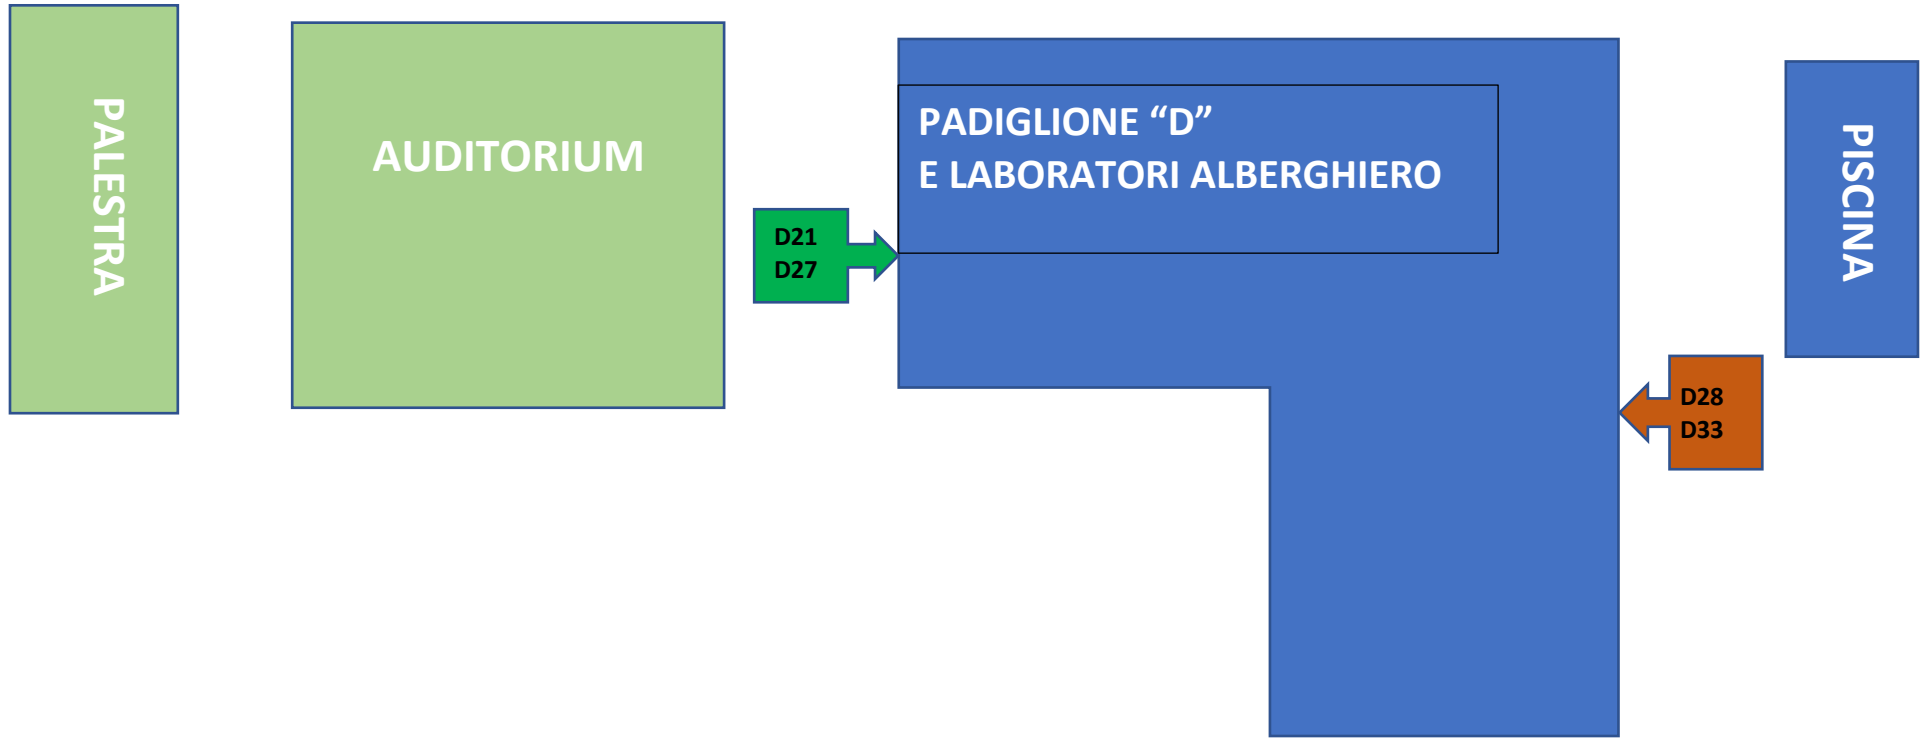 PALESTRA
AUDITORIUM
D21
D27
PADIGLIONE “D”
E LABORATORI ALBERGHIERO
D28
D33
PISCINA